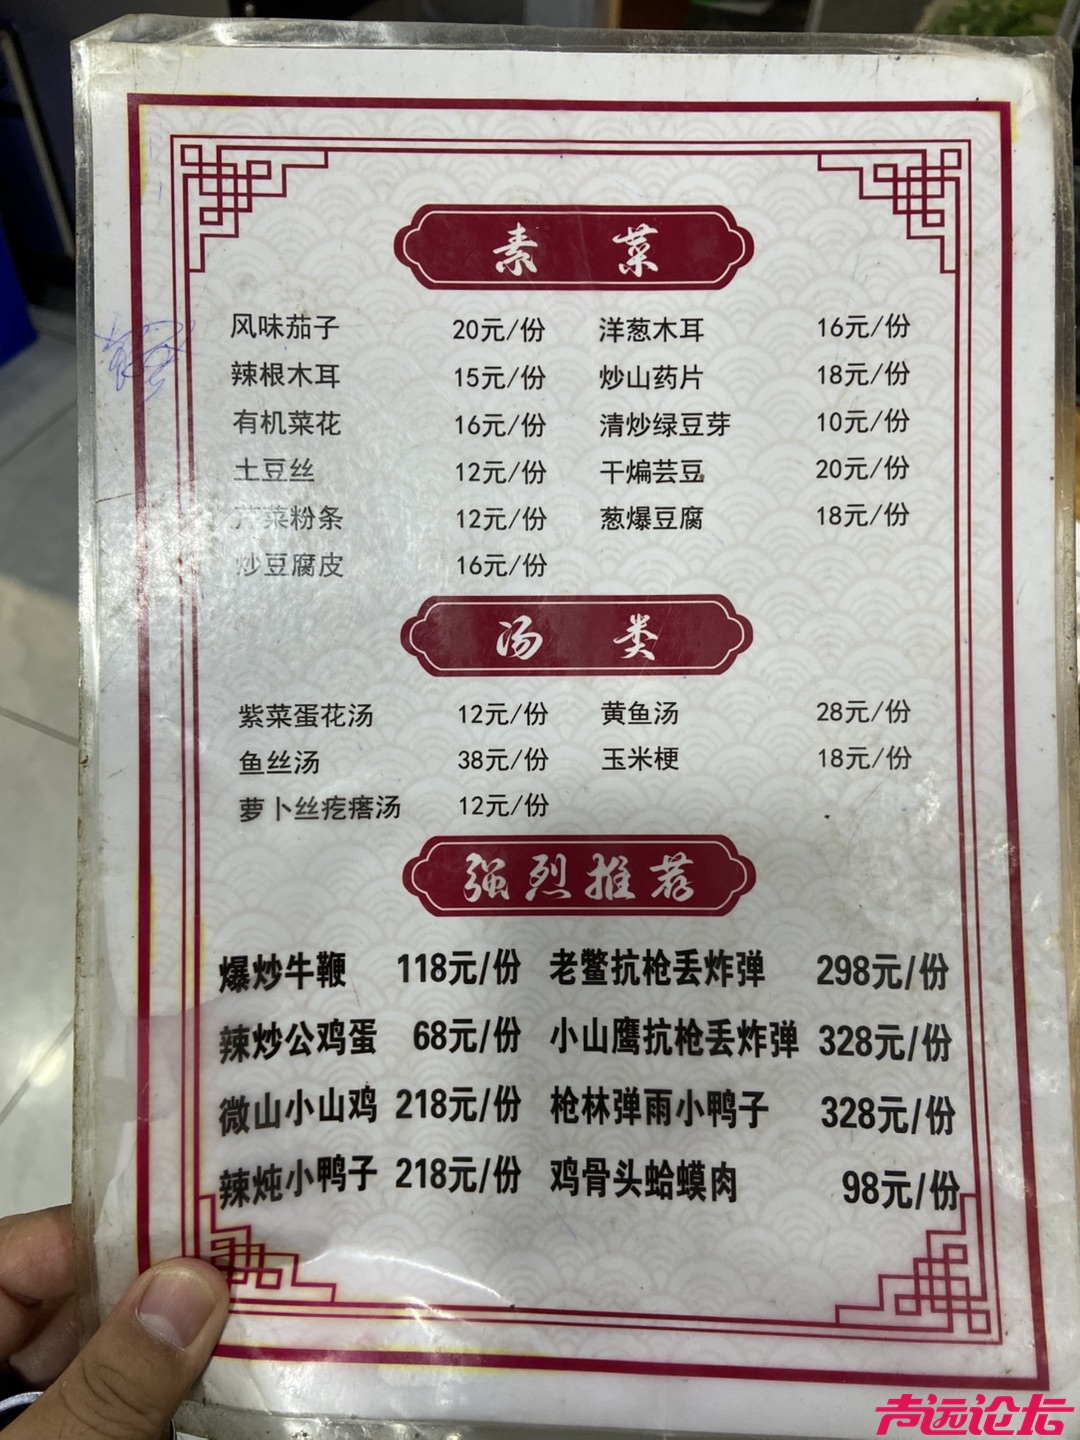 素 菜
风味茄子 20元/份 洋葱木耳 16元/份
辣根木耳 15元/份 炒山药片 18元/份
有机菜花 16元/份 清炒绿豆芽 10元/份
土豆丝 12元/份 干煸芸豆 20元/份
菜粉条 12元/份 葱爆豆腐 18元/份
炒豆腐皮 16元/份
汤 类
紫菜蛋花汤 12元/份 黄鱼汤 28元/份
鱼丝汤 38元/份 玉米梗 18元/份
萝卜丝疙瘩汤 12元/份
强烈推荐
爆炒牛鞭 118元/份 老鳖抗枪丢炸弹 298元/份
辣炒公鸡蛋 68元/份 小山鹰抗枪丢炸弹 328元/份
微山小山鸡 218元/份 枪林弹雨小鸭子 328元/份
辣炖小鸭子 218元/份 鸡骨头蛤蟆肉 98元/份
声远论坛